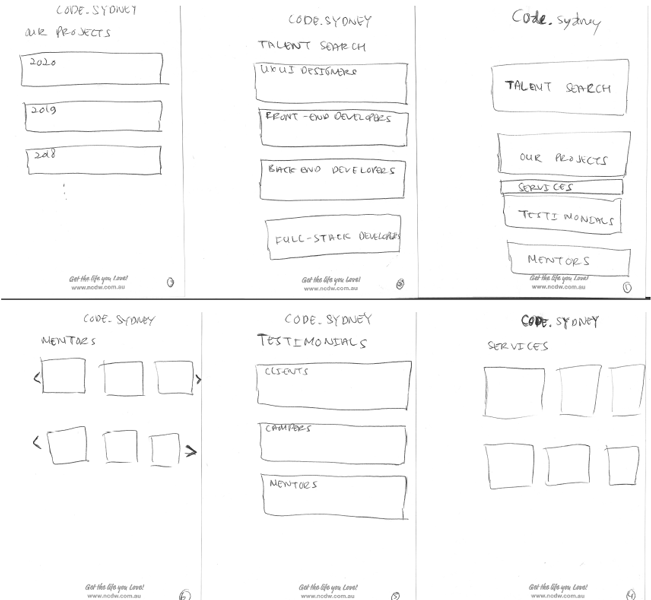 CODE.SYDNEY
OUR PROJECTS
2020
2019
2018
Get the life you Love!
www.ncdw.com.au
3
CODE.SYDNEY
TALENT SEARCH
UXUI DESIGNERS
FRONT-END DEVELOPERS
BACK END DEVELOPERS
FULL-STACK DEVELOPERS
Get the life you Love!
www.ncdw.com.au
2
Code.Sydney
TALENT SEARCH
OUR PROJECTS
SERVICES
TESTIMONIALS
MENTORS
Get the life you Love!
www.ncdw.com.au
1
CODE.SYDNEY
MENTORS
< >
< >
Get the life you Love!
www.ncdw.com.au
6
CODE.SYDNEY
TESTIMONIALS
CLIENTS
CAMPERS
MENTORS
Get the life you Love!
www.ncdw.com.au
5
CODE.SYDNEY
SERVICES
Get the life you Love!
www.ncdw.com.au
4